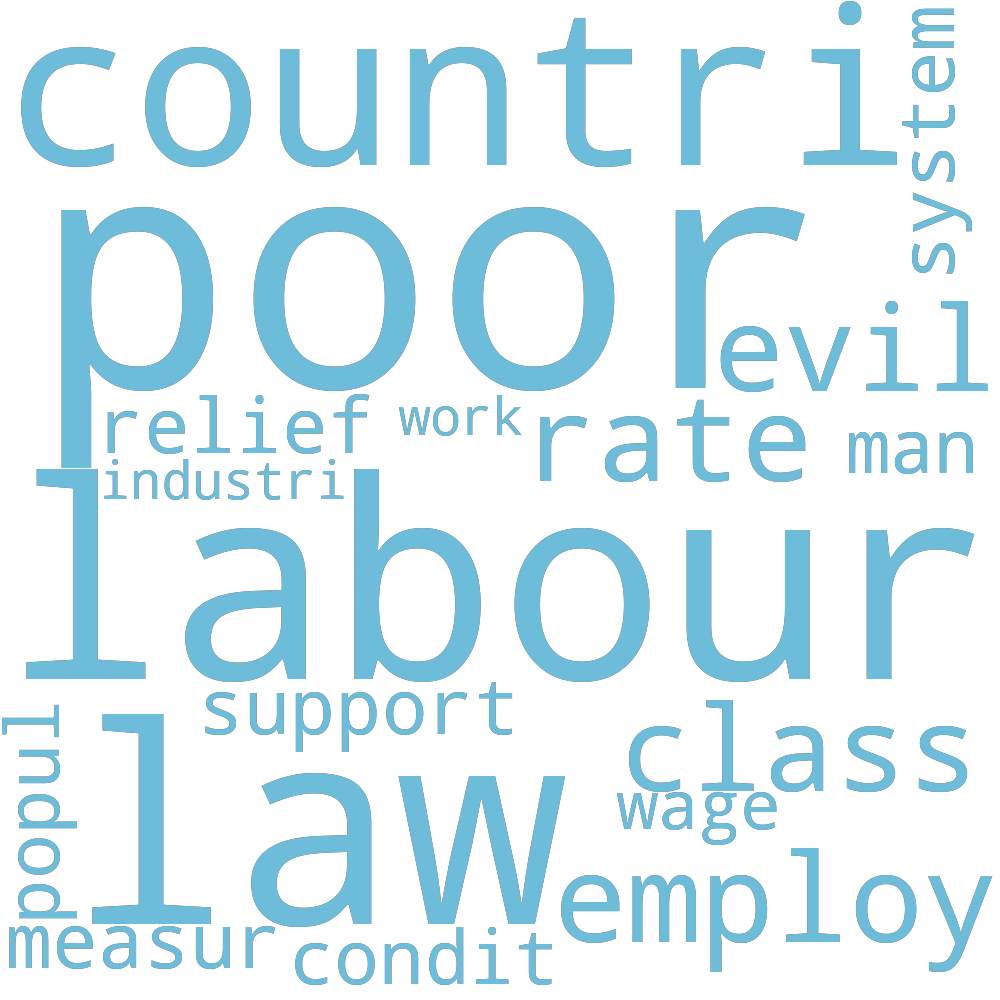 countri
system
poor
evil
relief
work
rate
man
industri
labour
support
class
popul
law
wage
employ
measur
condit